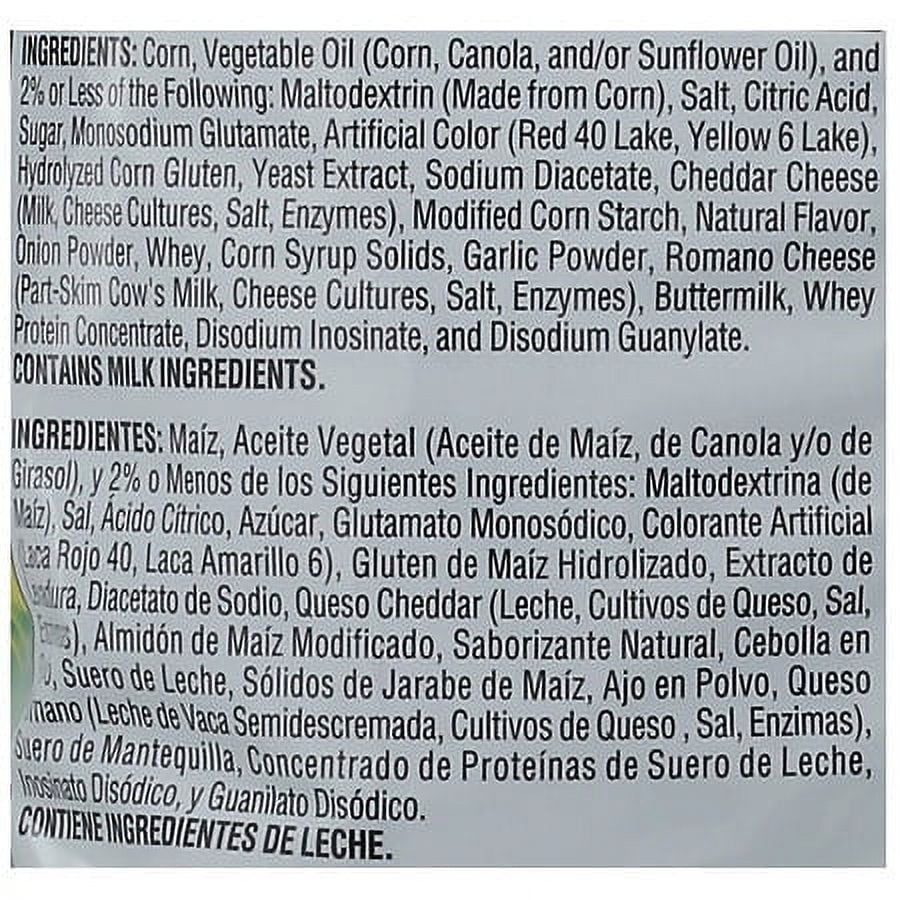 INGREDIENTS: Corn, Vegetable Oil (Corn, Canola, and/or Sunflower Oil), and
2% or Less of the Following: Maltodextrin (Made from Corn), Salt, Citric Acid,
Sugar, Monosodium Glutamate, Artificial Color (Red 40 Lake, Yellow 6 Lake),
Hydrolyzed Corn Gluten, Yeast Extract, Sodium Diacetate, Cheddar Cheese
(Milk, Cheese Cultures, Salt, Enzymes), Modified Corn Starch, Natural Flavor,
Onion Powder, Whey, Corn Syrup Solids, Garlic Powder, Romano Cheese
(Part-Skim Cow's Milk, Cheese Cultures, Salt, Enzymes), Buttermilk, Whey
Protein Concentrate, Disodium Inosinate, and Disodium Guanylate.
CONTAINS MILK INGREDIENTS.
INGREDIENTES: Maíz, Aceite Vegetal (Aceite de Maíz, de Canola y/o de
Girasol), y 2% o Menos de los Siguientes Ingredientes: Maltodextrina (de
Maíz), Sal, Ácido Cítrico, Azúcar, Glutamato Monosódico, Colorante Artificial
Rojo 40, Laca Amarillo 6), Gluten de Maíz Hidrolizado, Extracto de
Diacetato de Sodio, Queso Cheddar (Leche, Cultivos de Queso, Sal,
Almidón de Maíz Modificado, Saborizante Natural, Cebolla en
Suero de Leche, Sólidos de Jarabe de Maíz, Ajo en Polvo, Queso
(Leche de Vaca Semidescremada, Cultivos de Queso , Sal, Enzimas),
Suero de Mantequilla, Concentrado de Proteínas de Suero de Leche,
Inosinato Disódico, y Guanilato Disódico.
CONTIENE INGREDIENTES DE LECHE.